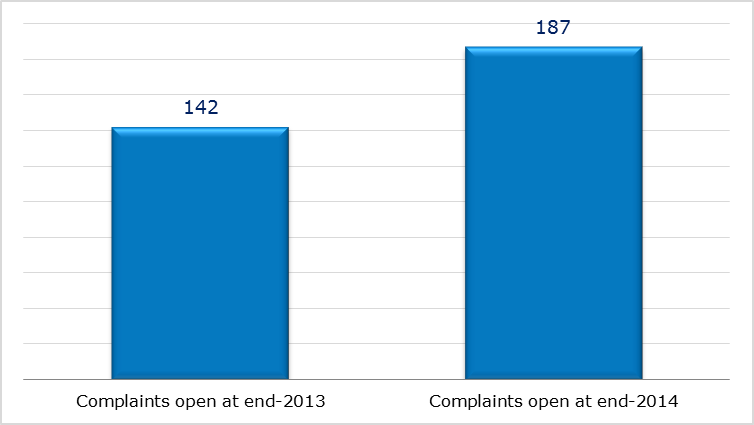 187
142
Complaints open at end-2013
Complaints open at end-2014